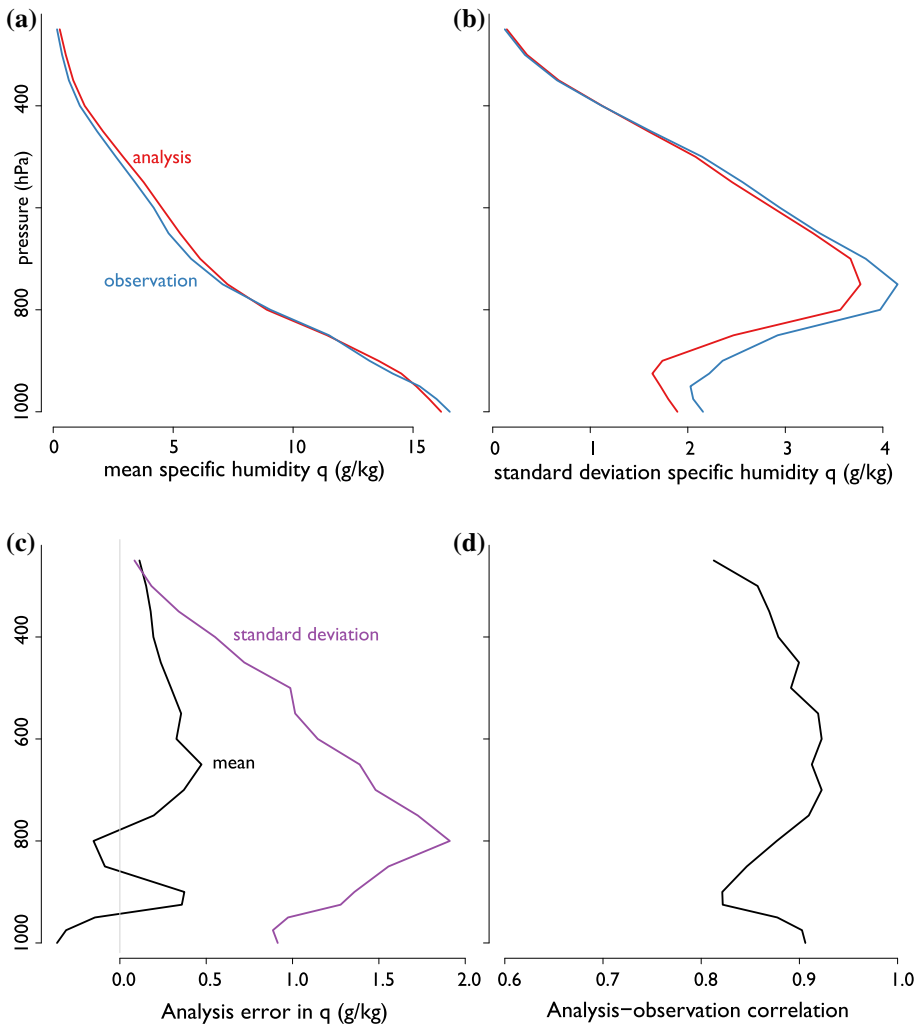 (a)
(b)
400
800
1000
pressure (hPa)
analysis
observation
0 5 10 15
mean specific humidity q (g/kg)
0 1 2 3 4
standard deviation specific humidity q (g/kg)
(c)
(d)
400
600
800
1000
standard deviation
mean
0.0 0.5 1.0 1.5 2.0
Analysis error in q (g/kg)
0.6 0.7 0.8 0.9 1.0
Analysis−observation correlation